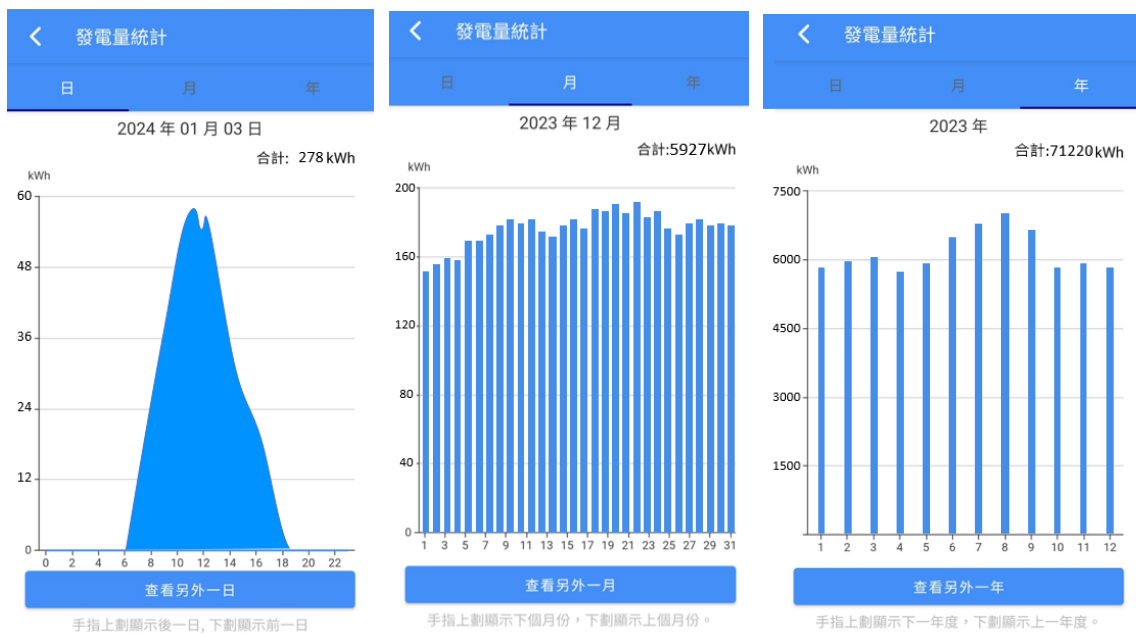 發電量統計
日 月 年
2024 年 01 月 03 日
合計: 278 kWh
kWh
60
48
36
24
12
0
0 2 4 6 8 10 12 14 16 18 20 22
查看另外一日
手指上劃顯示後一日, 下劃顯示前一日
發電量統計
日 月 年
2023 年 12 月
合計:5927kWh
kWh
200
160
120
80
40
0
1 3 5 7 9 11 13 15 17 19 21 23 25 27 29 31
查看另外一月
手指上劃顯示下個月份，下劃顯示上個月份。
發電量統計
日 月 年
2023 年
合計:71220kWh
kWh
7500
6000
4500
3000
1500
1 2 3 4 5 6 7 8 9 10 11 12
查看另外一年
手指上劃顯示下一年度，下劃顯示上一年度。